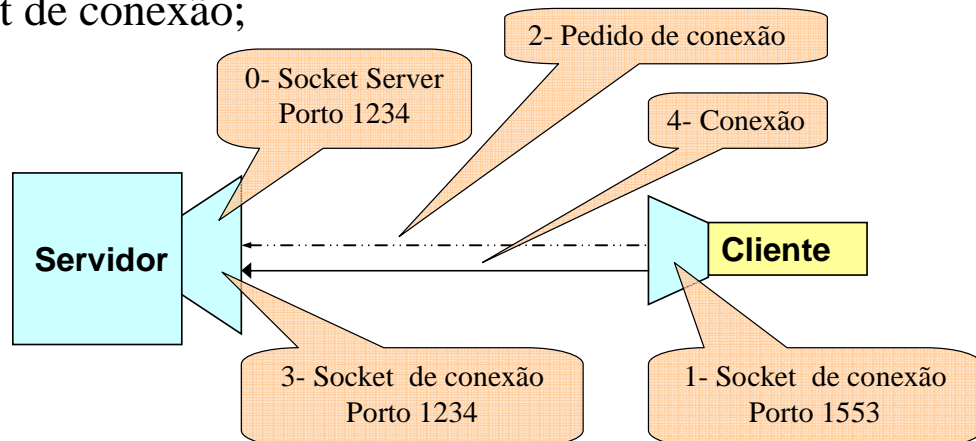 t de conexão;
2- Pedido de conexão
0- Socket Server
Porto 1234
4- Conexão
Servidor
Cliente
3- Socket de conexão
Porto 1234
1- Socket de conexão
Porto 1553